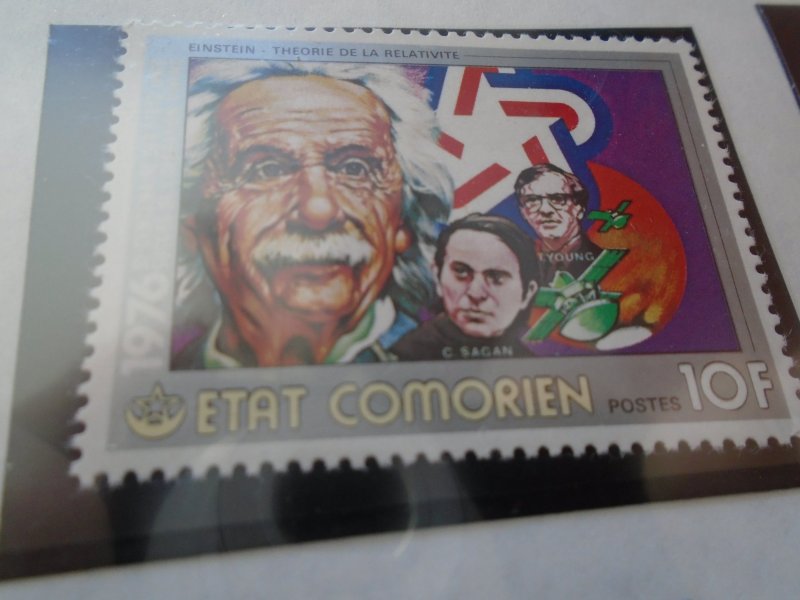 EINSTEIN - THEORIE DE LA RELATIVITE
T.YOUNG
C SAGAN
1976
ETAT COMORIEN POSTES 10F